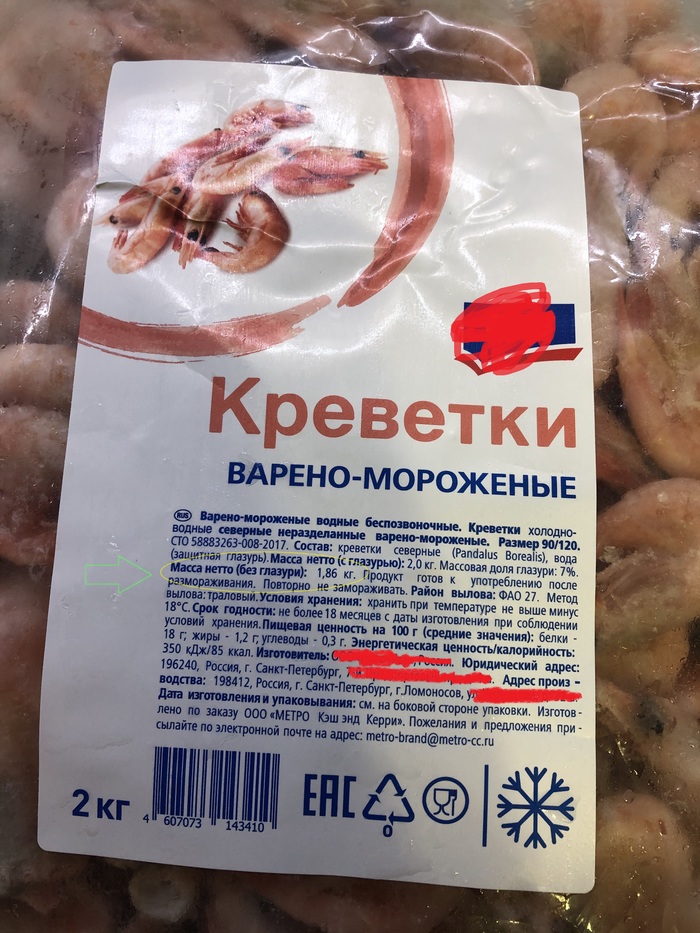 Креветки
ВАРЕНО-МОРОЖЕНЫЕ
RUS Варено-мороженые водные беспозвоночные. Креветки холодно-
водные северные неразделанные варено-мороженые. Размер 90/120.
СТО 58883263-008-2017. Состав: креветки северные (Pandalus Borealis), вода
(защитная глазурь). Масса нетто (с глазурью): 2,0 кг. Массовая доля глазури: 7%.
Масса нетто (без глазури): 1,86 кг. Продукт готов к употреблению после
размораживания. Повторно не замораживать. Район вылова: ФАО 27. Метод
вылова: траловый. Условия хранения: хранить при температуре не выше минус
18°С. Срок годности: не более 18 месяцев с даты изготовления при соблюдении
условий хранения. Пищевая ценность на 100 г (средние значения): белки -
18 г; жиры - 1,2 г; углеводы - 0,3 г. Энергетическая ценность/калорийность:
350 кДж/85 ккал. Изготовитель: Россия. Юридический адрес:
196240, Россия, г. Санкт-Петербург, Адрес произ-
водства: 198412, Россия, г. Санкт-Петербург, г.Ломоносов,
Дата изготовления и упаковывания: см. на боковой стороне упаковки. Изготов-
лено по заказу ООО «МЕТРО Кэш энд Керри». Пожелания и предложения при-
сылайте по электронной почте на адрес: metro-brand@metro-cc.ru
2 кг
4 607073 143410
ЕАС
0